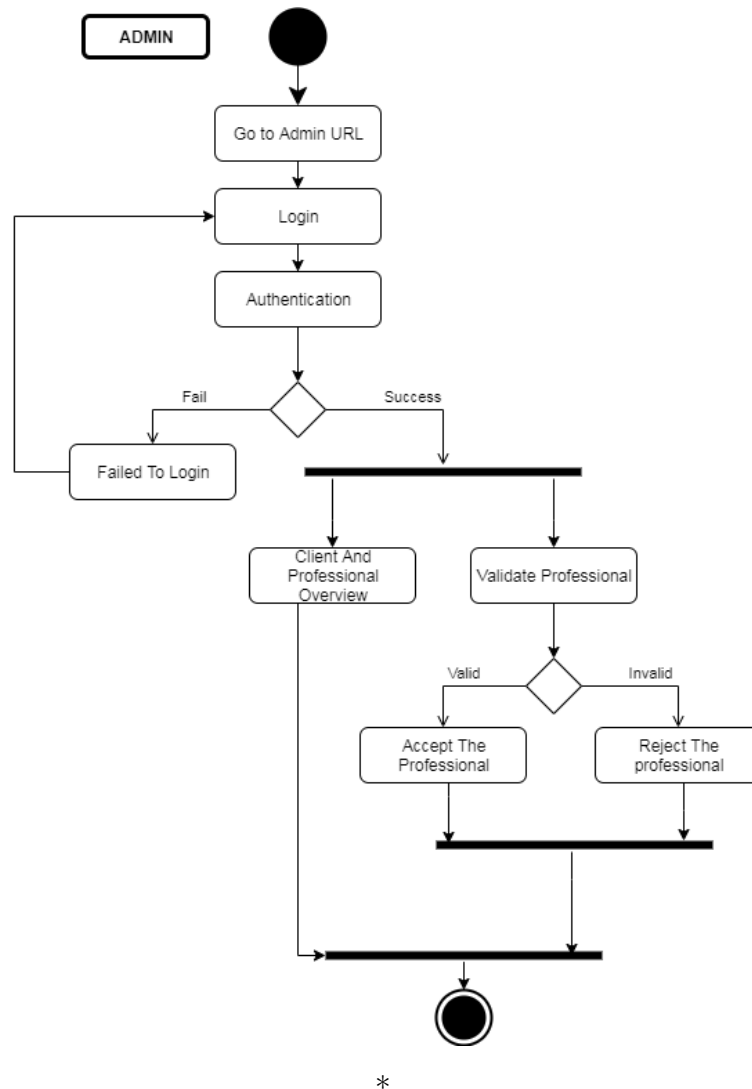 ADMIN
Go to Admin URL
Login
Authentication
Fail
Success
Failed To Login
Client And
Professional
Overview
Validate Professional
Valid
Invalid
Accept The
Professional
Reject The
professional
*